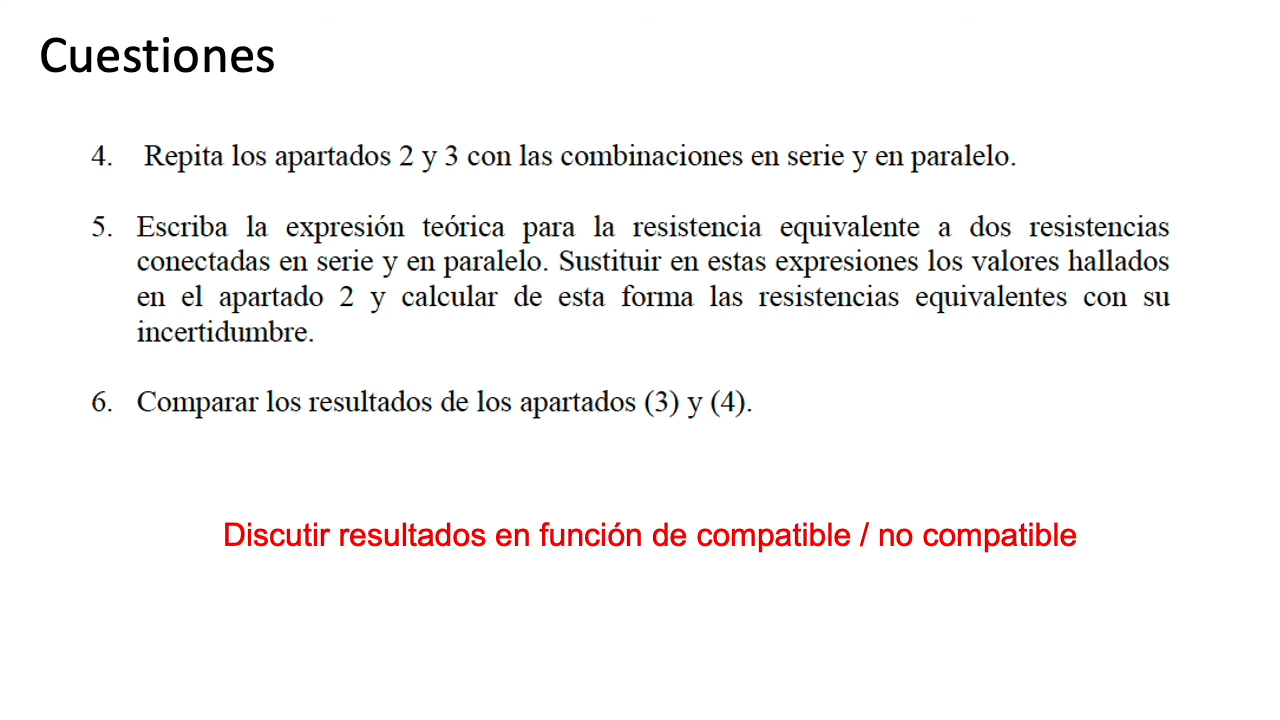 Cuestiones
4. Repita los apartados 2 y 3 con las combinaciones en serie y en paralelo.
5. Escriba la expresión teórica para la resistencia equivalente a dos resistencias
conectadas en serie y en paralelo. Sustituir en estas expresiones los valores hallados
en el apartado 2 y calcular de esta forma las resistencias equivalentes con su
incertidumbre.
6. Comparar los resultados de los apartados (3) y (4).
Discutir resultados en función de compatible / no compatible